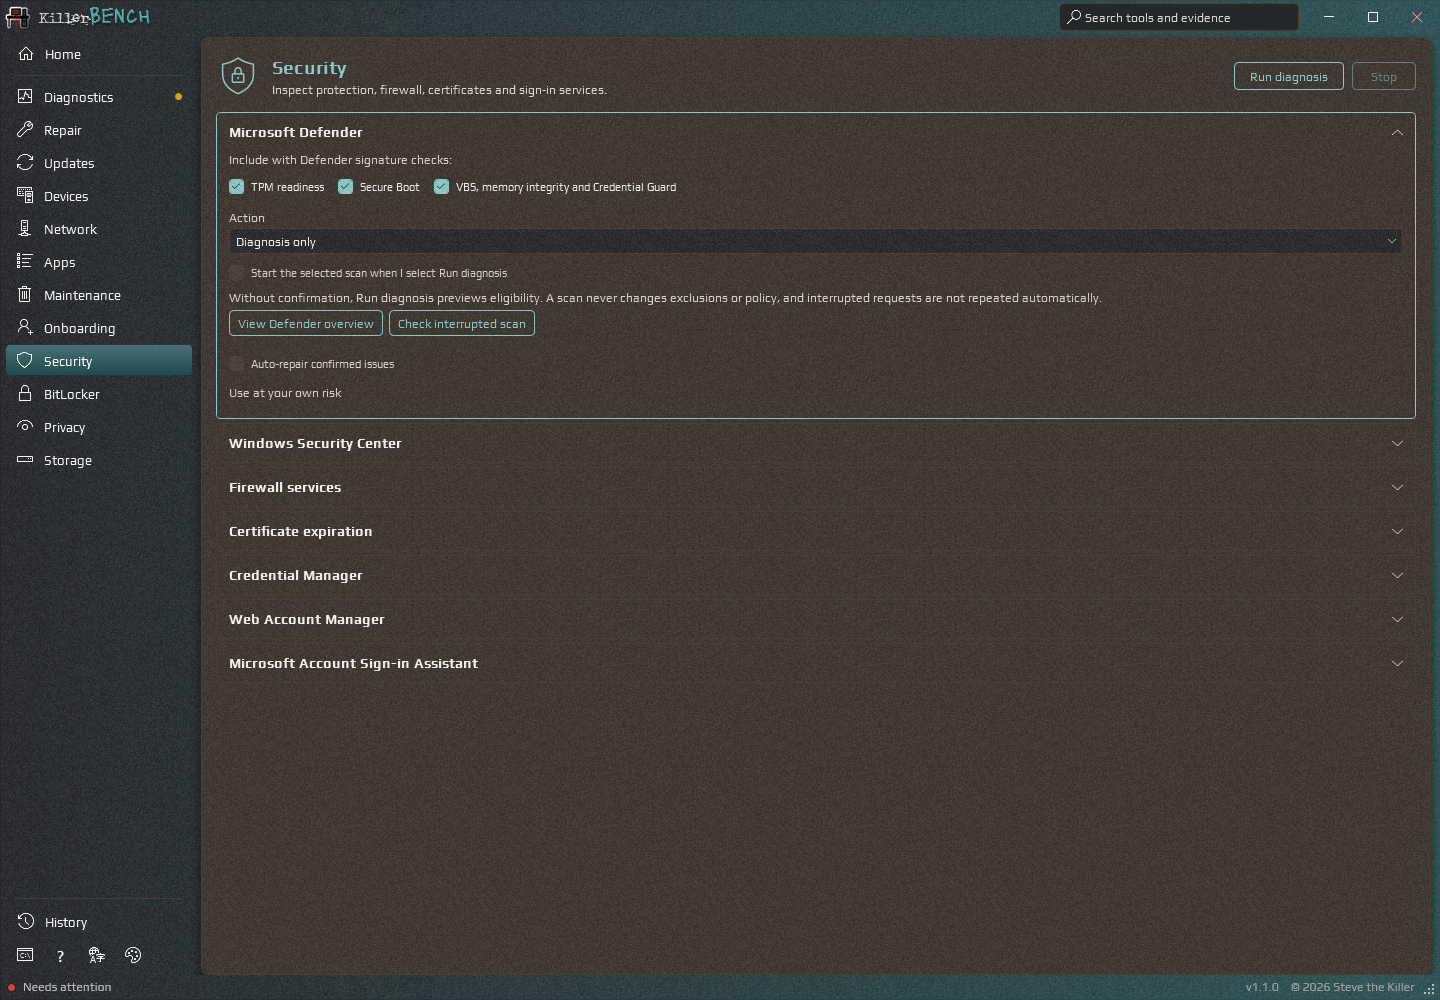 KillerBENCH
Search tools and evidence
Home
Diagnostics
Repair
Updates
Devices
Network
Apps
Maintenance
Onboarding
Security
BitLocker
Privacy
Storage
History
?
Needs attention
Security
Inspect protection, firewall, certificates and sign-in services.
Run diagnosis
Stop
Microsoft Defender
Include with Defender signature checks:
TPM readiness
Secure Boot
VBS, memory integrity and Credential Guard
Action
Diagnosis only
Start the selected scan when I select Run diagnosis
Without confirmation, Run diagnosis previews eligibility. A scan never changes exclusions or policy, and interrupted requests are not repeated automatically.
View Defender overview
Check interrupted scan
Auto-repair confirmed issues
Use at your own risk
Windows Security Center
Firewall services
Certificate expiration
Credential Manager
Web Account Manager
Microsoft Account Sign-in Assistant
v1.1.0
© 2026 Steve the Killer